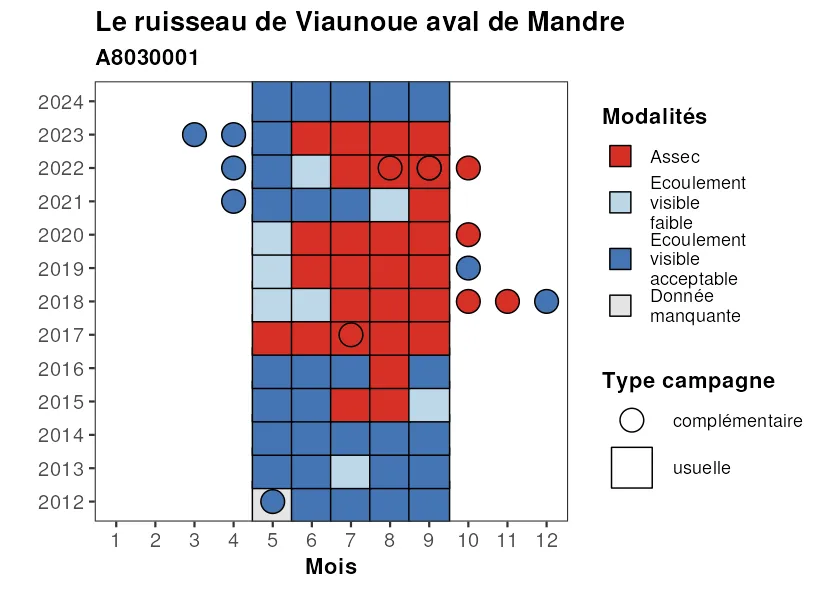 Le ruisseau de Viaunoue aval de Mandre
A8030001
2024
2023
2022
2021
2020
2019
2018
2017
2016
2015
2014
2013
2012
1 2 3 4 5 6 7 8 9 10 11 12
Mois
Modalités
Assec
Ecoulement
visible
faible
Ecoulement
visible
acceptable
Donnée
manquante
Type campagne
complémentaire
usuelle